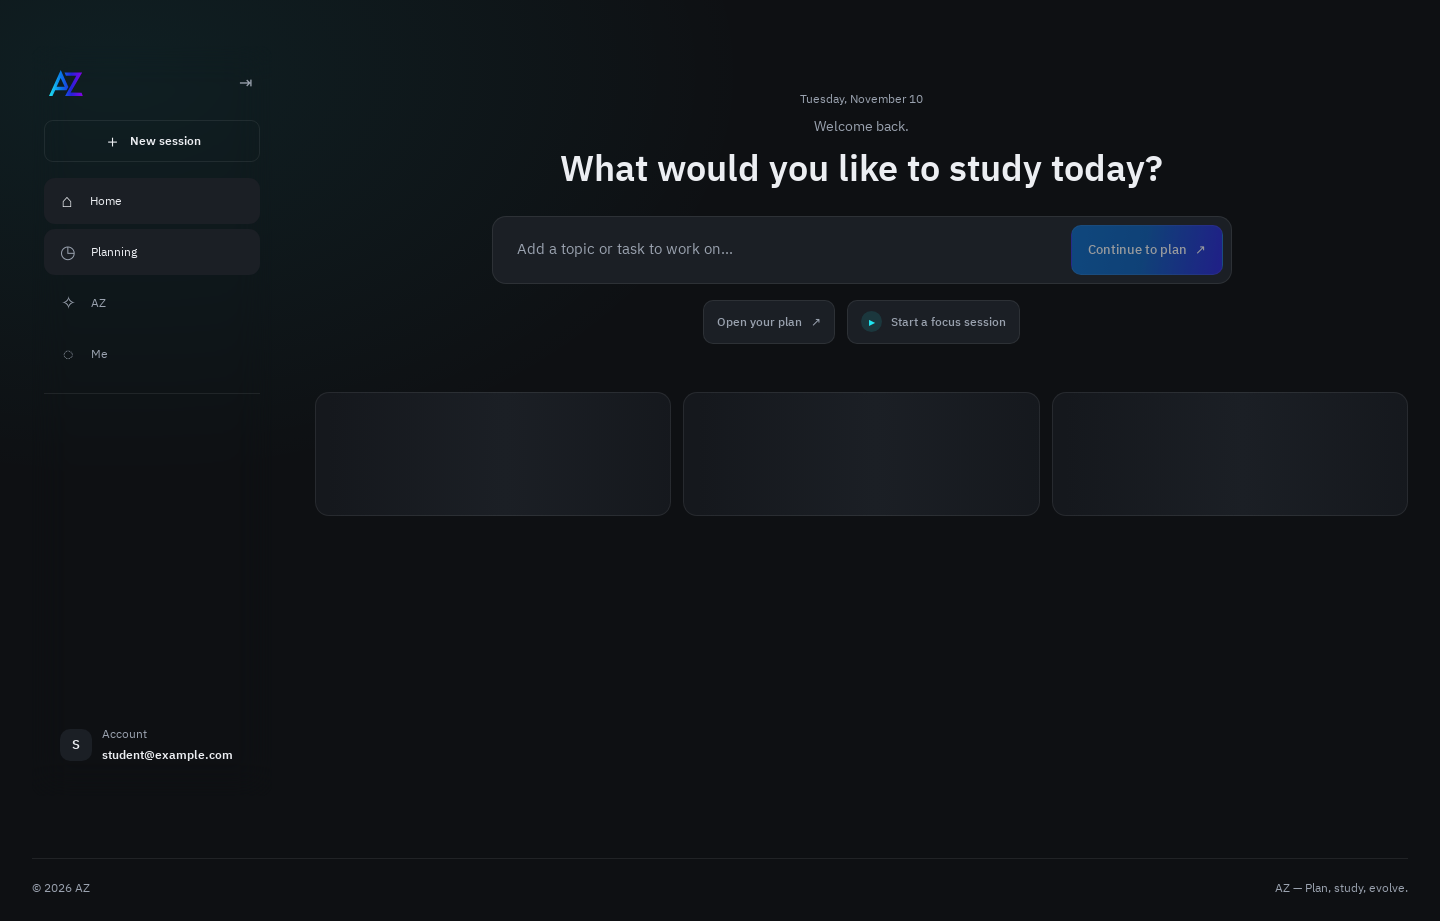 AZ
New session
Home
Planning
AZ
Me
Account
S
student@example.com
Tuesday, November 10
Welcome back.
What would you like to study today?
Add a topic or task to work on...
Continue to plan ↗
Open your plan ↗
Start a focus session
© 2026 AZ
AZ — Plan, study, evolve.